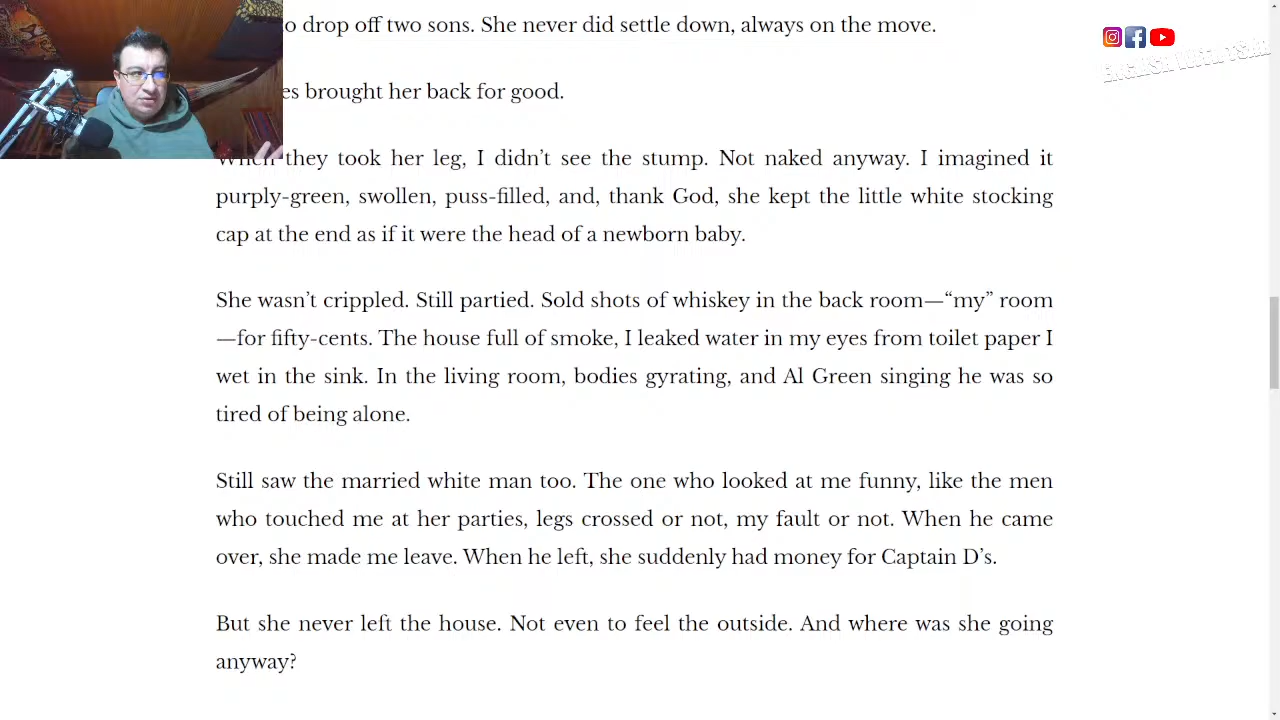 o drop off two sons. She never did settle down, always on the move.
es brought her back for good.
When they took her leg, I didn’t see the stump. Not naked anyway. I imagined it
purply-green, swollen, puss-filled, and, thank God, she kept the little white stocking
cap at the end as if it were the head of a newborn baby.
She wasn’t crippled. Still partied. Sold shots of whiskey in the back room—“my” room
—for fifty-cents. The house full of smoke, I leaked water in my eyes from toilet paper I
wet in the sink. In the living room, bodies gyrating, and Al Green singing he was so
tired of being alone.
Still saw the married white man too. The one who looked at me funny, like the men
who touched me at her parties, legs crossed or not, my fault or not. When he came
over, she made me leave. When he left, she suddenly had money for Captain D’s.
But she never left the house. Not even to feel the outside. And where was she going
anyway?